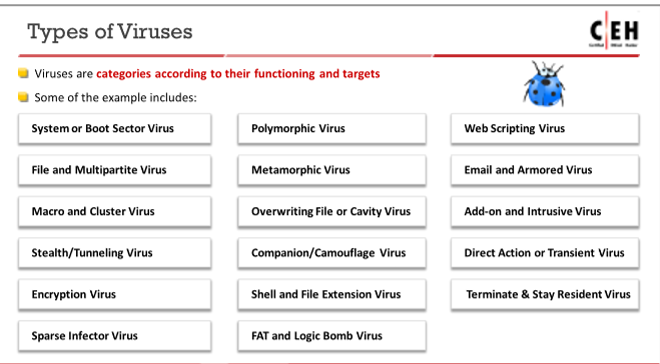 Types of Viruses
CEH
Viruses are categories according to their functioning and targets
Some of the example includes:
System or Boot Sector Virus
File and Multipartite Virus
Macro and Cluster Virus
Stealth/Tunneling Virus
Encryption Virus
Sparse Infector Virus
Polymorphic Virus
Metamorphic Virus
Overwriting File or Cavity Virus
Companion/Camouflage Virus
Shell and File Extension Virus
FAT and Logic Bomb Virus
Web Scripting Virus
Email and Armored Virus
Add-on and Intrusive Virus
Direct Action or Transient Virus
Terminate & Stay Resident Virus